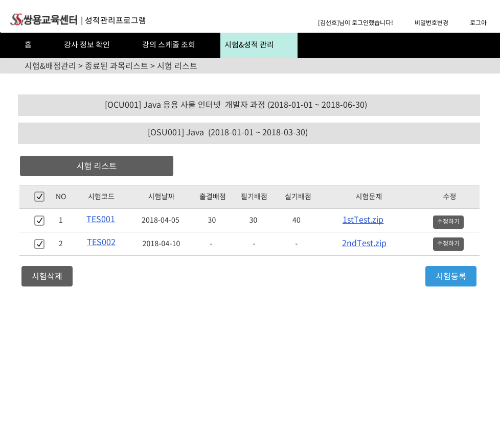 쌍용교육센터 | 성적관리프로그램
[김선호]님이 로그인했습니다! 비밀번호변경 로그아
홈 강사 정보 확인 강의 스케줄 조회 시험&성적 관리
시험&배점관리 > 종료된 과목리스트 > 시험 리스트
[OCU001] Java 응용 사물 인터넷 개발자 과정 (2018-01-01 ~ 2018-06-30)
[OSU001] Java (2018-01-01 ~ 2018-03-30)
시험 리스트
NO 시험코드 시험날짜 출결배점 필기배점 실기배점 시험문제 수정
1 TES001 2018-04-05 30 30 40 1stTest.zip 수정하기
2 TES002 2018-04-10 - - - 2ndTest.zip 수정하기
시험삭제 시험등록